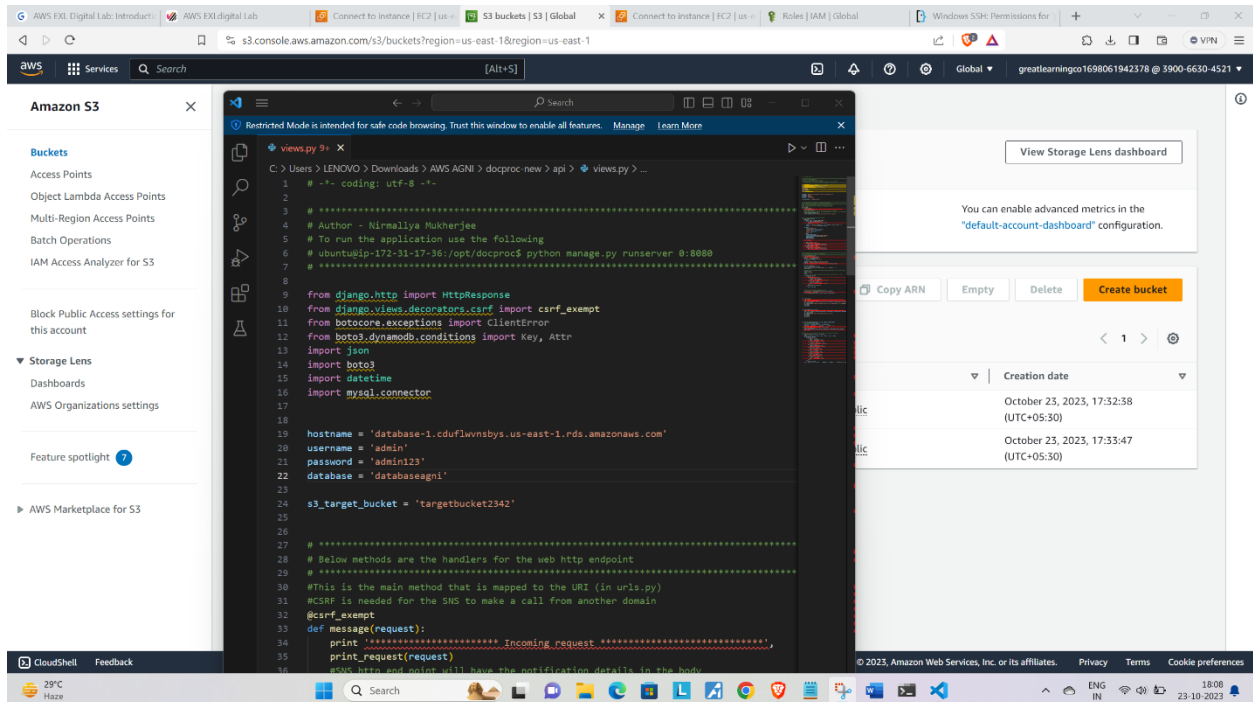 AWS EXL Digital Lab: Introducti
AWS EXLdigital Lab
Connect to instance | EC2 | us-e
S3 buckets | S3 | Global
Connect to instance | EC2 | us-e
Roles | IAM | Global
Windows SSH: Permissions for
s3.console.aws.amazon.com/s3/buckets?region=us-east-1&region=us-east-1
VPN
aws
Services
Search
[Alt+S]
Global
greatlearningco1698061942378 @ 3900-6630-4521
Amazon S3
Buckets
Access Points
Object Lambda Access Points
Multi-Region Access Points
Batch Operations
IAM Access Analyzer for S3
Block Public Access settings for
this account
Storage Lens
Dashboards
AWS Organizations settings
Feature spotlight 7
AWS Marketplace for S3
Search
Restricted Mode is intended for safe code browsing. Trust this window to enable all features. Manage Learn More
views.py 9+
C: > Users > LENOVO > Downloads > AWS AGNI > docproc-new > api > views.py > ...
1 # -*- coding: utf-8 -*-
2
3 # ******************************************************************************
4 # Author - Nirmallya Mukherjee
5 # To run the application use the following
6 # ubuntu@ip-172-31-17-36:/opt/docproc$ python manage.py runserver 0:8080
7 # ******************************************************************************
8
9 from django.http import HttpResponse
10 from django.views.decorators.csrf import csrf_exempt
11 from botocore.exceptions import ClientError
12 from boto3.dynamodb.conditions import Key, Attr
13 import json
14 import boto3
15 import datetime
16 import mysql.connector
17
18
19 hostname = 'database-1.cduflwvnsbys.us-east-1.rds.amazonaws.com'
20 username = 'admin'
21 password = 'admin123'
22 database = 'databaseagni'
23
24 s3_target_bucket = 'targetbucket2342'
25
26
27 # ******************************************************************************
28 # Below methods are the handlers for the web http endpoint
29 # ******************************************************************************
30 #This is the main method that is mapped to the URI (in urls.py)
31 #CSRF is needed for the SNS to make a call from another domain
32 @csrf_exempt
33 def message(request):
34 print '*********************** Incoming request *****************************',
35 print_request(request)
36 #SNS http end point will have the notification details in the body
View Storage Lens dashboard
You can enable advanced metrics in the
"default-account-dashboard" configuration.
Copy ARN
Empty
Delete
Create bucket
1
Creation date
blic
October 23, 2023, 17:32:38
(UTC+05:30)
blic
October 23, 2023, 17:33:47
(UTC+05:30)
CloudShell
Feedback
© 2023, Amazon Web Services, Inc. or its affiliates.
Privacy
Terms
Cookie preferences
29°C
Haze
Search
ENG
IN
18:08
23-10-2023